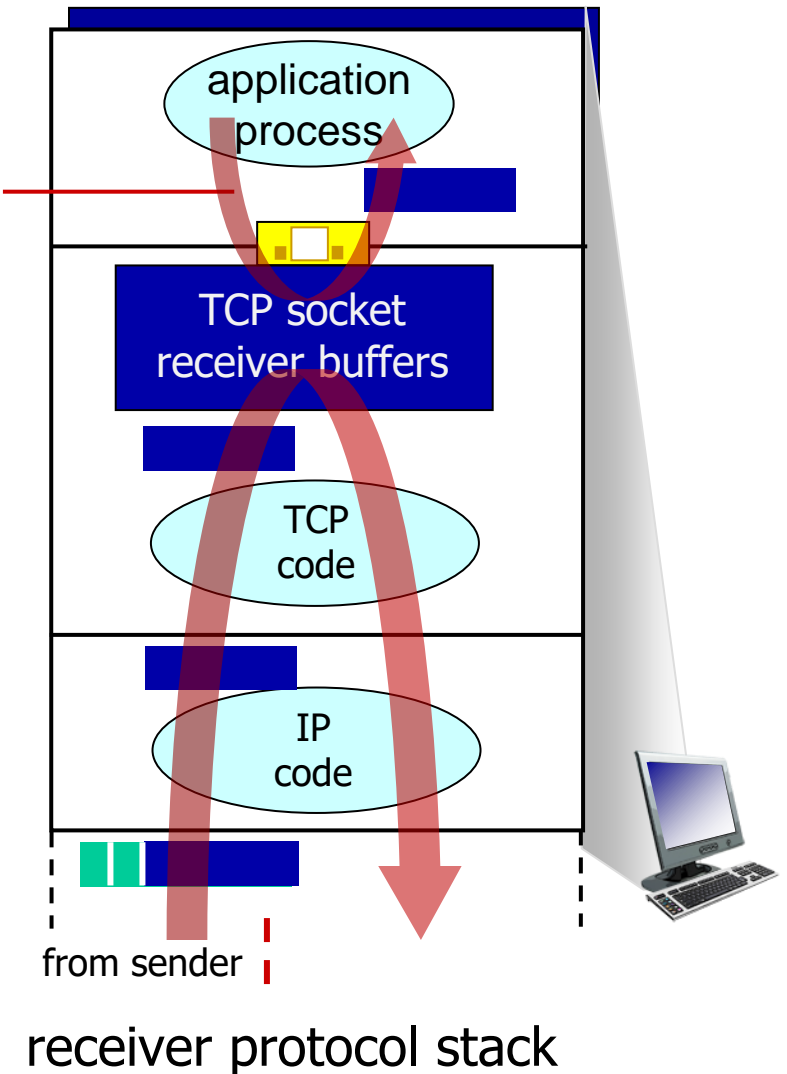 application
process
TCP socket
receiver buffers
TCP
code
IP
code
from sender
receiver protocol stack